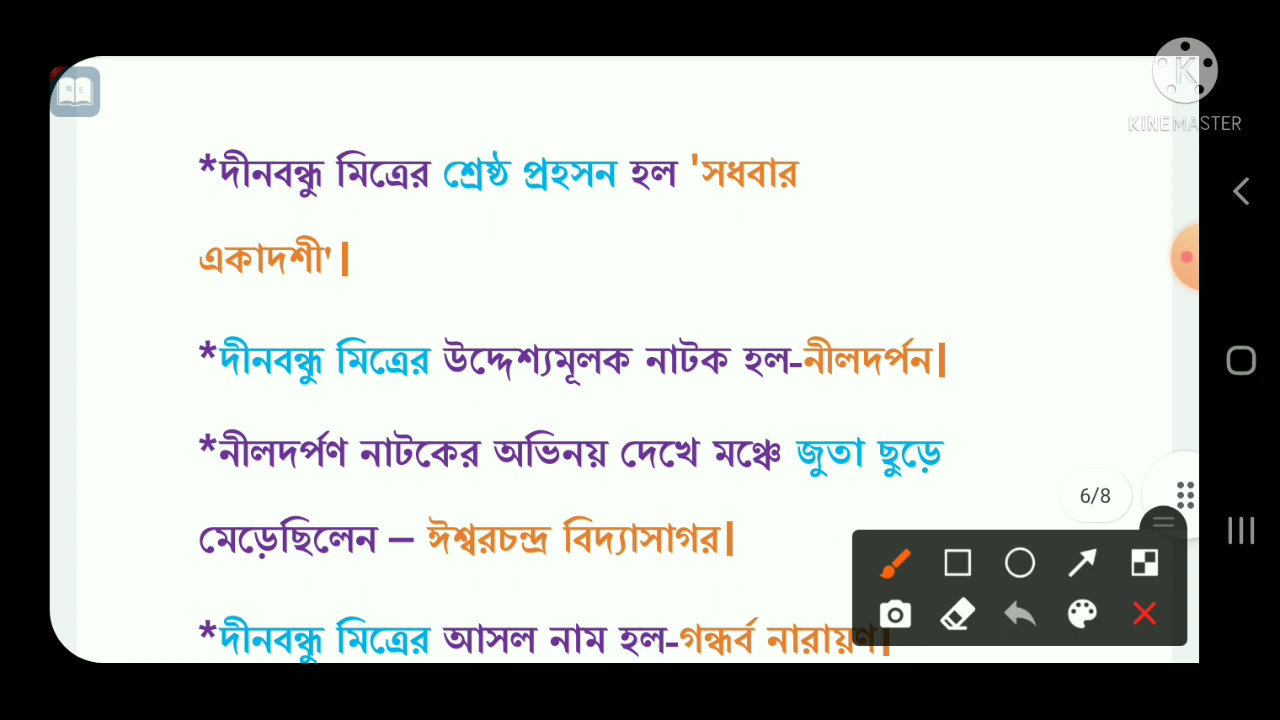 KINEMASTER
*দীনবন্ধু মিত্রের শ্রেষ্ঠ প্রহসন হল 'সধবার
একাদশী'|
*দীনবন্ধু মিত্রের উদ্দেশ্যমূলক নাটক হল-নীলদর্পন|
*নীলদর্পণ নাটকের অভিনয় দেখে মঞ্চে জুতা ছুড়ে
6/8
মেড়েছিলেন – ঈশ্বরচন্দ্র বিদ্যাসাগর|
*দীনবন্ধু মিত্রের আসল নাম হল-গন্ধর্ব নারায়ণ|